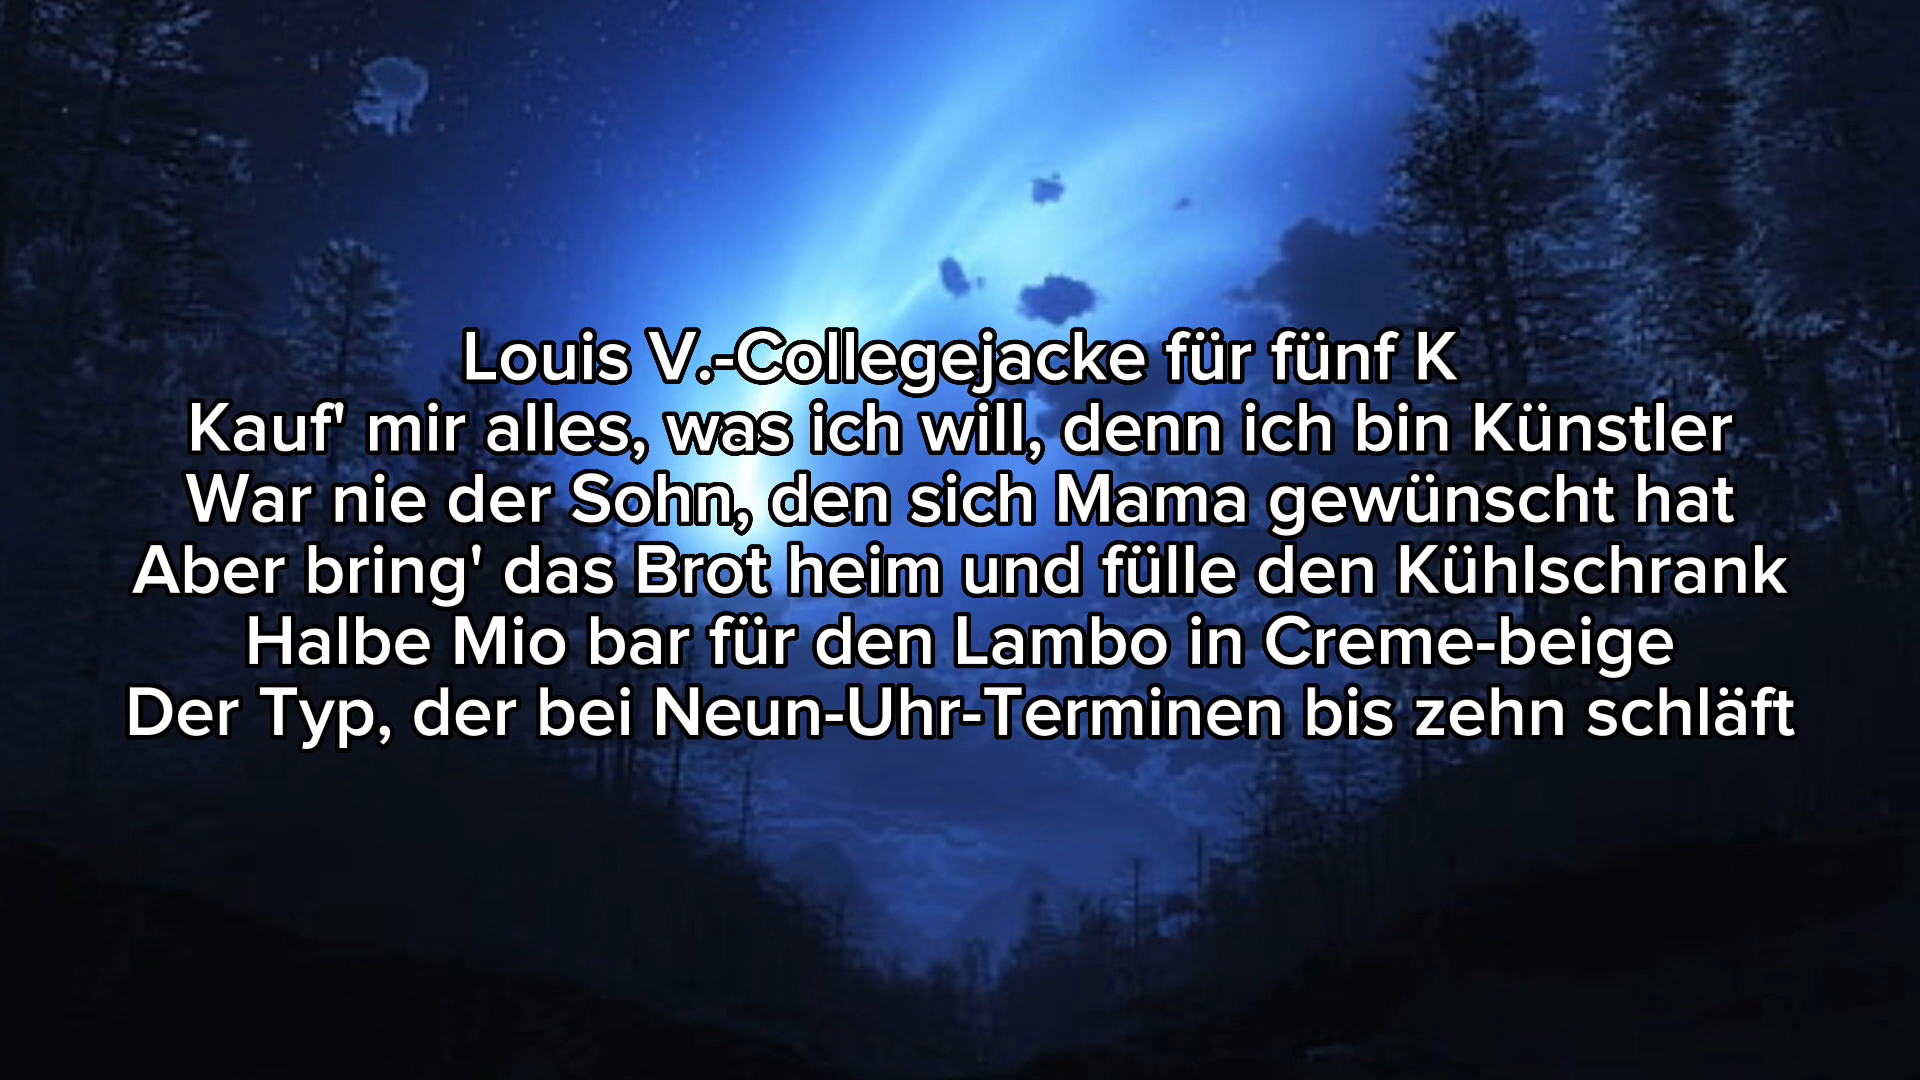 Louis V.-Collegejacke für fünf K
Kauf' mir alles, was ich will, denn ich bin Künstler
War nie der Sohn, den sich Mama gewünscht hat
Aber bring' das Brot heim und fülle den Kühlschrank
Halbe Mio bar für den Lambo in Creme-beige
Der Typ, der bei Neun-Uhr-Terminen bis zehn schläft